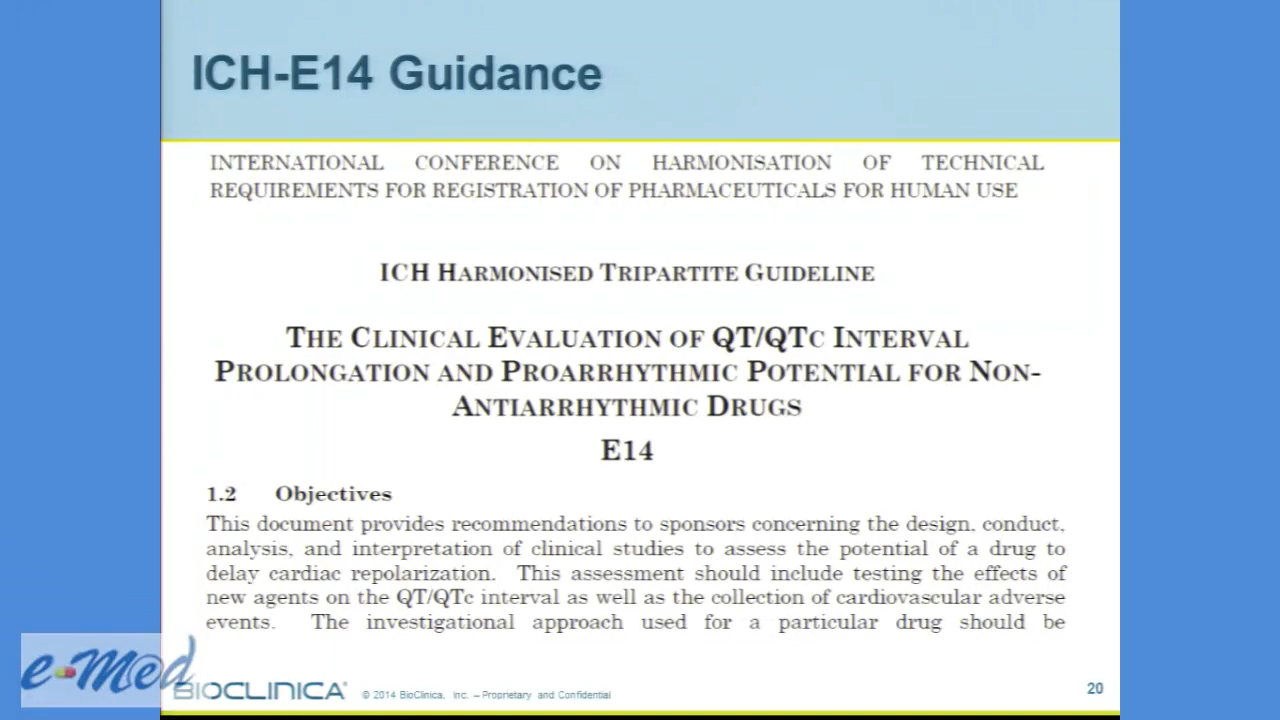 ICH-E14 Guidance
INTERNATIONAL CONFERENCE ON HARMONISATION OF TECHNICAL
REQUIREMENTS FOR REGISTRATION OF PHARMACEUTICALS FOR HUMAN USE
ICH HARMONISED TRIPARTITE GUIDELINE
THE CLINICAL EVALUATION OF QT/QTC INTERVAL
PROLONGATION AND PROARRHYTHMIC POTENTIAL FOR NON-
ANTIARRHYTHMIC DRUGS
E14
1.2 Objectives
This document provides recommendations to sponsors concerning the design, conduct,
analysis, and interpretation of clinical studies to assess the potential of a drug to
delay cardiac repolarization. This assessment should include testing the effects of
new agents on the QT/QTc interval as well as the collection of cardiovascular adverse
events. The investigational approach used for a particular drug should be
e-Med
BIOCLINICA® © 2014 BioClinica, Inc. – Proprietary and Confidential 20